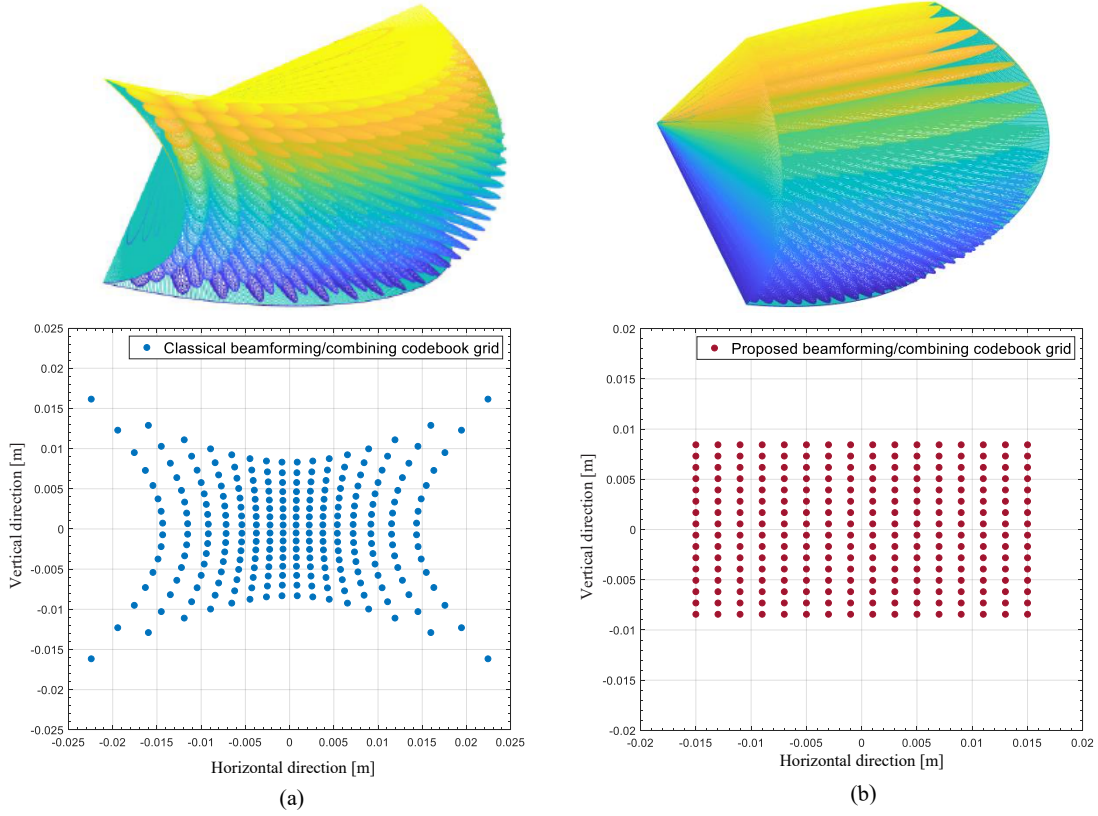 Classical beamforming/combining codebook grid
0.025
0.02
0.015
0.01
0.005
0
-0.005
-0.01
-0.015
-0.02
-0.025
Vertical direction [m]
-0.025 -0.02 -0.015 -0.01 -0.005 0 0.005 0.01 0.015 0.02 0.025
Horizontal direction [m]
(a)
Proposed beamforming/combining codebook grid
0.02
0.015
0.01
0.005
0
-0.005
-0.01
-0.015
-0.02
Vertical direction [m]
-0.02 -0.015 -0.01 -0.005 0 0.005 0.01 0.015 0.02
Horizontal direction [m]
(b)